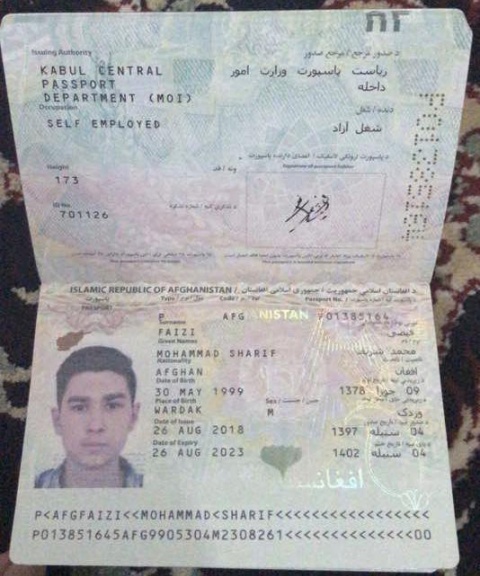 Issuing Authority
د صدور مرجع / مرجع صدور
KABUL CENTRAL
PASSPORT
DEPARTMENT (MOI)
ریاست پاسپورت وزارت امور
داخله
Occupation
دنده / شغل
SELF EMPLOYED
شغل آزاد
Height
ونه / قد
173
ID No.
701126
ISLAMIC REPUBLIC OF AFGHANISTAN / د افغانستان اسلامی جمهوریت / جمهوری اسلامی افغانستان
پاسپورت
PASSPORT
Type
Code
Passport No.
P
AFG
P01385164
Surname
FAIZI
فیضی
Given Names
MOHAMMAD SHARIF
محمد شریف
Nationality
AFGHAN
افغان
Date of Birth
30 MAY 1999
09 جوزا 1378
Place of Birth
Sex / جنس / جنسیت
WARDAK
M
وردک
Date of Issue
26 AUG 2018
04 سنبله 1397
Date of Expiry
26 AUG 2023
04 سنبله 1402
P<AFGFAIZI<<MOHAMMAD<SHARIF<<<<<<<<<<<<<<<<<
P013851645AFG9905304M2308261<<<<<<<<<<<<<<00